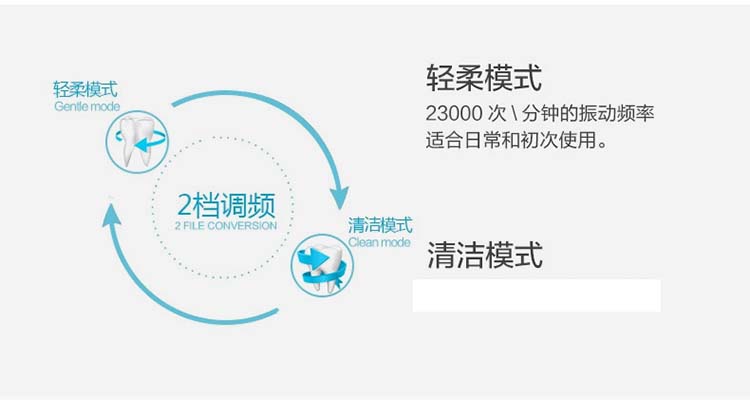 轻柔模式
Gentle mode
2档调频
2 FILE CONVERSION
清洁模式
Clean mode
轻柔模式
23000 次 \ 分钟的振动频率
适合日常和初次使用。
清洁模式